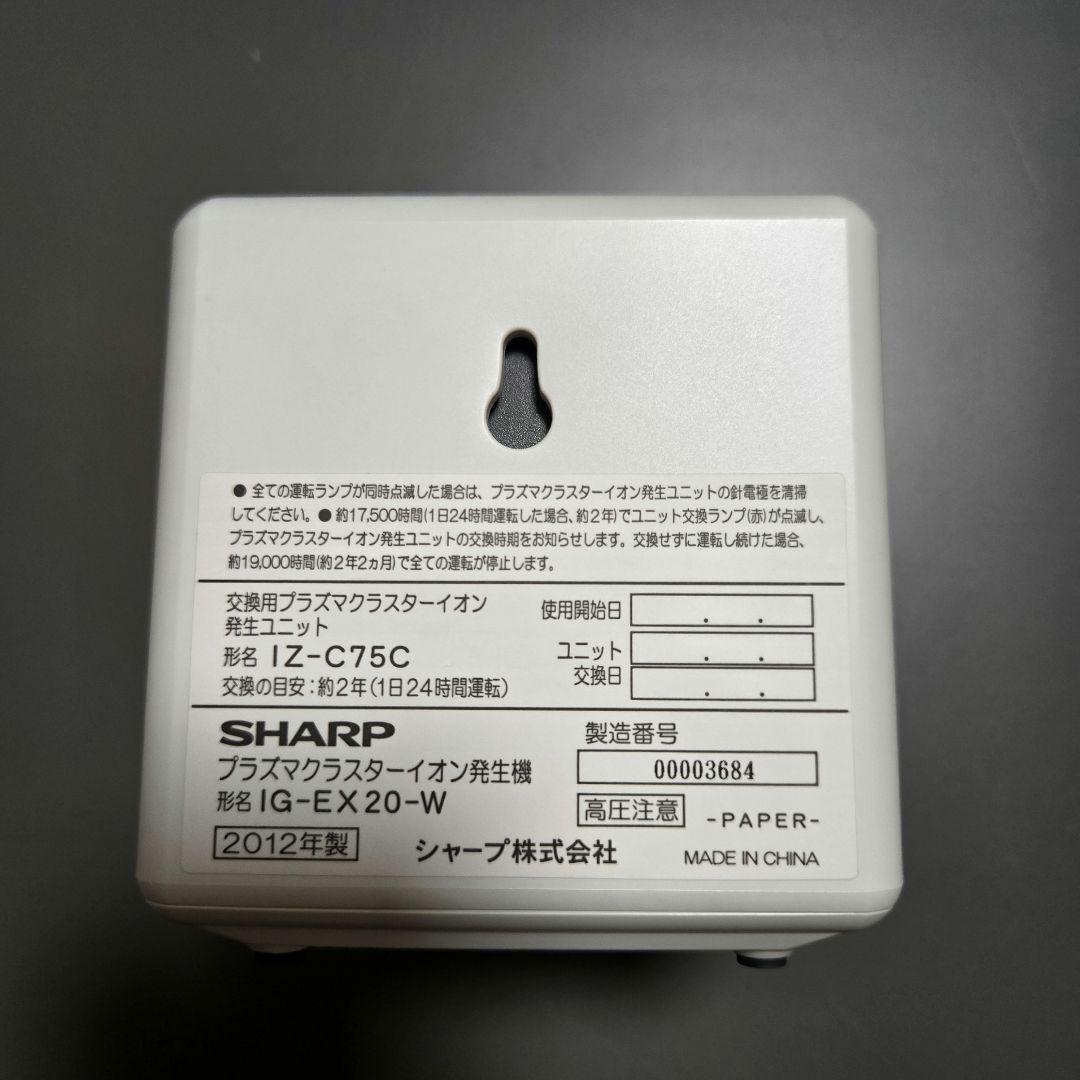 ● 全ての運転ランプが同時点滅した場合は、プラズマクラスターイオン発生ユニットの針電極を清掃
してください。● 約17,500時間(1日24時間運転した場合、約2年)でユニット交換ランプ(赤)が点滅し、
プラズマクラスターイオン発生ユニットの交換時期をお知らせします。交換せずに運転し続けた場合、
約19,000時間(約2年2ヵ月)で全ての運転が停止します。
交換用プラズマクラスターイオン
発生ユニット
形名 IZ-C75C
交換の目安:約2年(1日24時間運転)
使用開始日 . .
ユニット
交換日
. .
. .
SHARP
プラズマクラスターイオン発生機
形名 IG-EX20-W
2012年製
シャープ株式会社
製造番号
00003684
高圧注意
-PAPER-
MADE IN CHINA